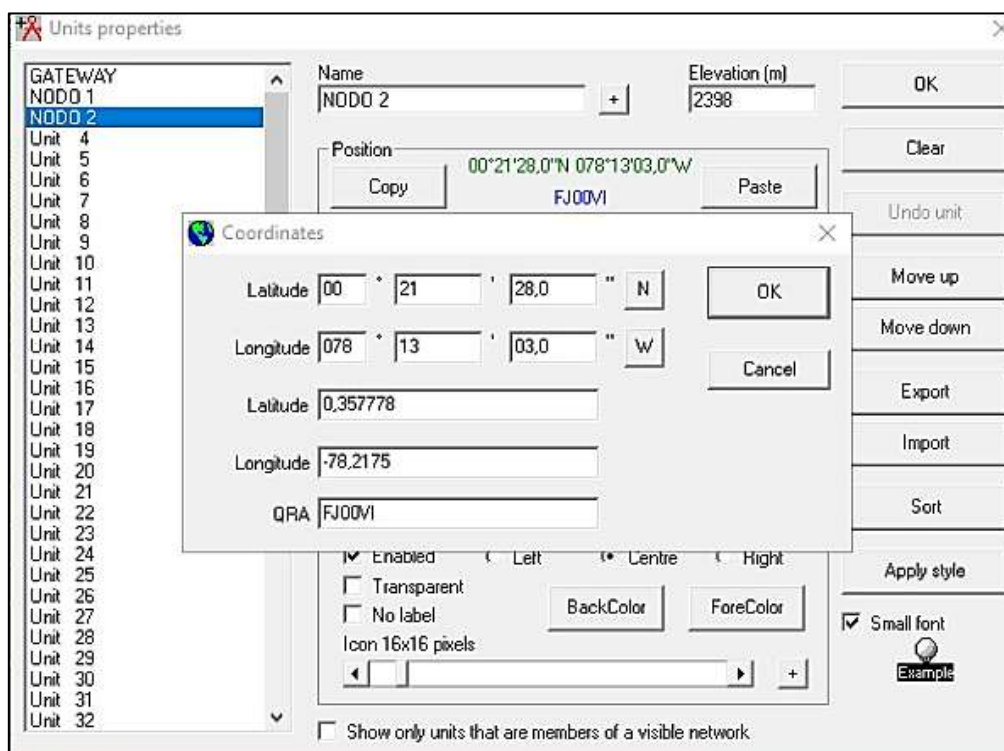 Units properties
GATEWAY
NODO 1
NODO 2
Unit 4
Unit 5
Unit 6
Unit 7
Unit 8
Unit 9
Unit 10
Unit 11
Unit 12
Unit 13
Unit 14
Unit 15
Unit 16
Unit 17
Unit 18
Unit 19
Unit 20
Unit 21
Unit 22
Unit 23
Unit 24
Unit 25
Unit 26
Unit 27
Unit 28
Unit 29
Unit 30
Unit 31
Unit 32
Name
Elevation (m)
NODO 2
+
2398
Position
00°21'28,0"N 078°13'03,0"W
Copy
FJ00VI
Paste
Coordinates
Latitude 00 ° 21 ' 28,0 " N
Longitude 078 ° 13 ' 03,0 " W
Latitude 0,357778
Longitude -78,2175
QRA FJ00VI
OK
Cancel
Enabled Left Centre Right
Transparent
No label
BackColor
ForeColor
Icon 16x16 pixels
+
Show only units that are members of a visible network
OK
Clear
Undo unit
Move up
Move down
Export
Import
Sort
Apply style
Small font
Example